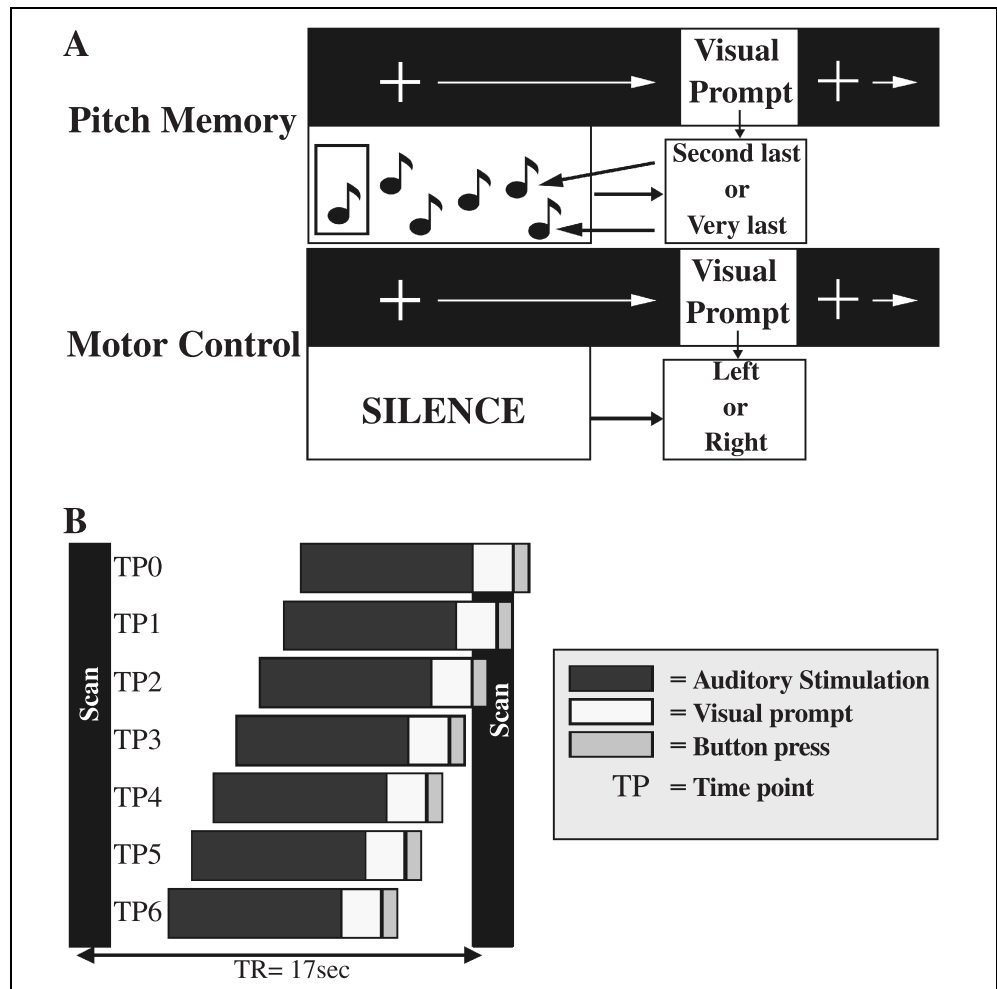 A
Pitch Memory
Visual
Prompt
Second last
or
Very last
Motor Control
Visual
Prompt
SILENCE
Left
or
Right
B
Scan
TP0
TP1
TP2
TP3
TP4
TP5
TP6
Scan
TR= 17sec
= Auditory Stimulation
= Visual prompt
= Button press
TP = Time point